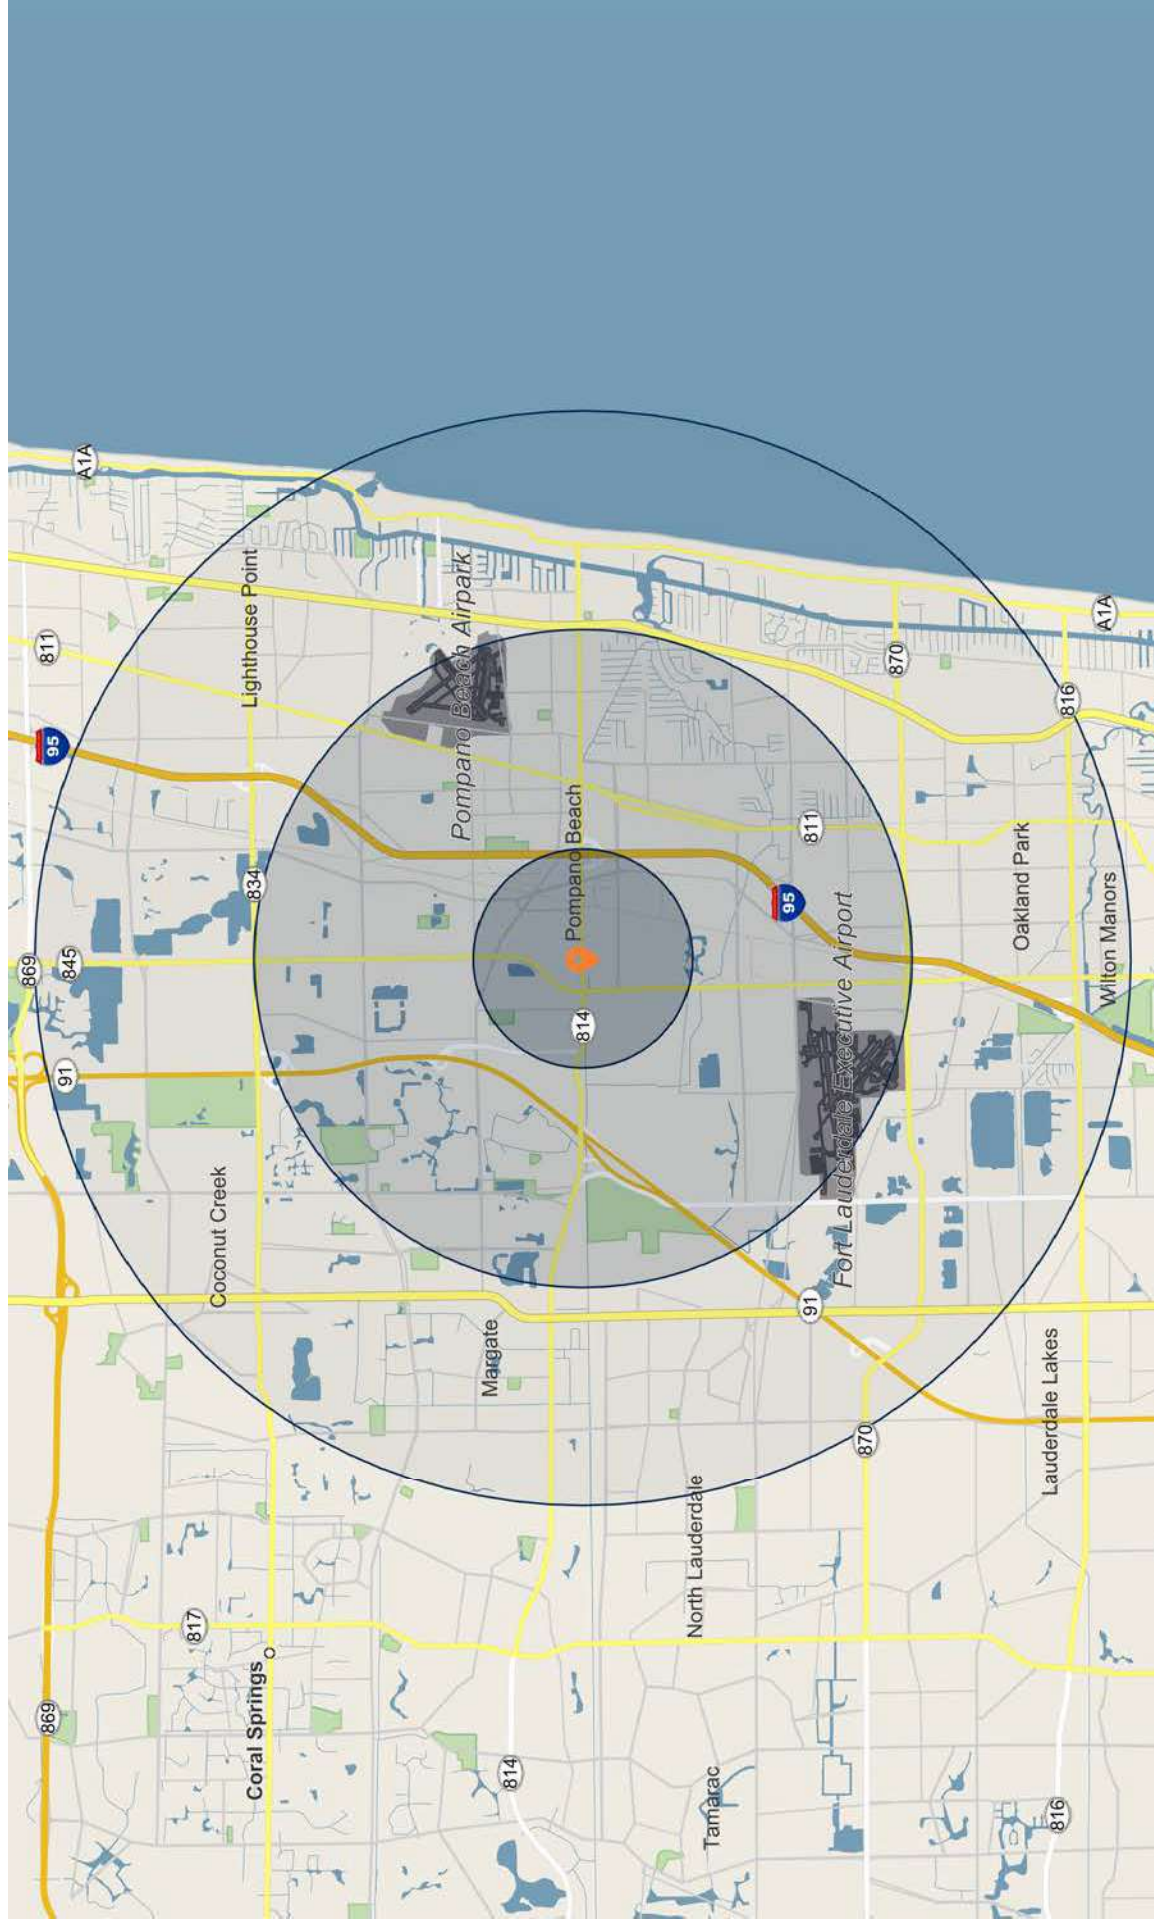 869
869
95
811
91
845
A1A
817
Coconut Creek
Coral Springs
834
Lighthouse Point
Pompano Beach Airpark
Margate
814
814
Pompano Beach
North Lauderdale
Tamarac
95
91
811
Fort Lauderdale Executive Airport
870
870
Oakland Park
Lauderdale Lakes
816
816
Wilton Manors
A1A